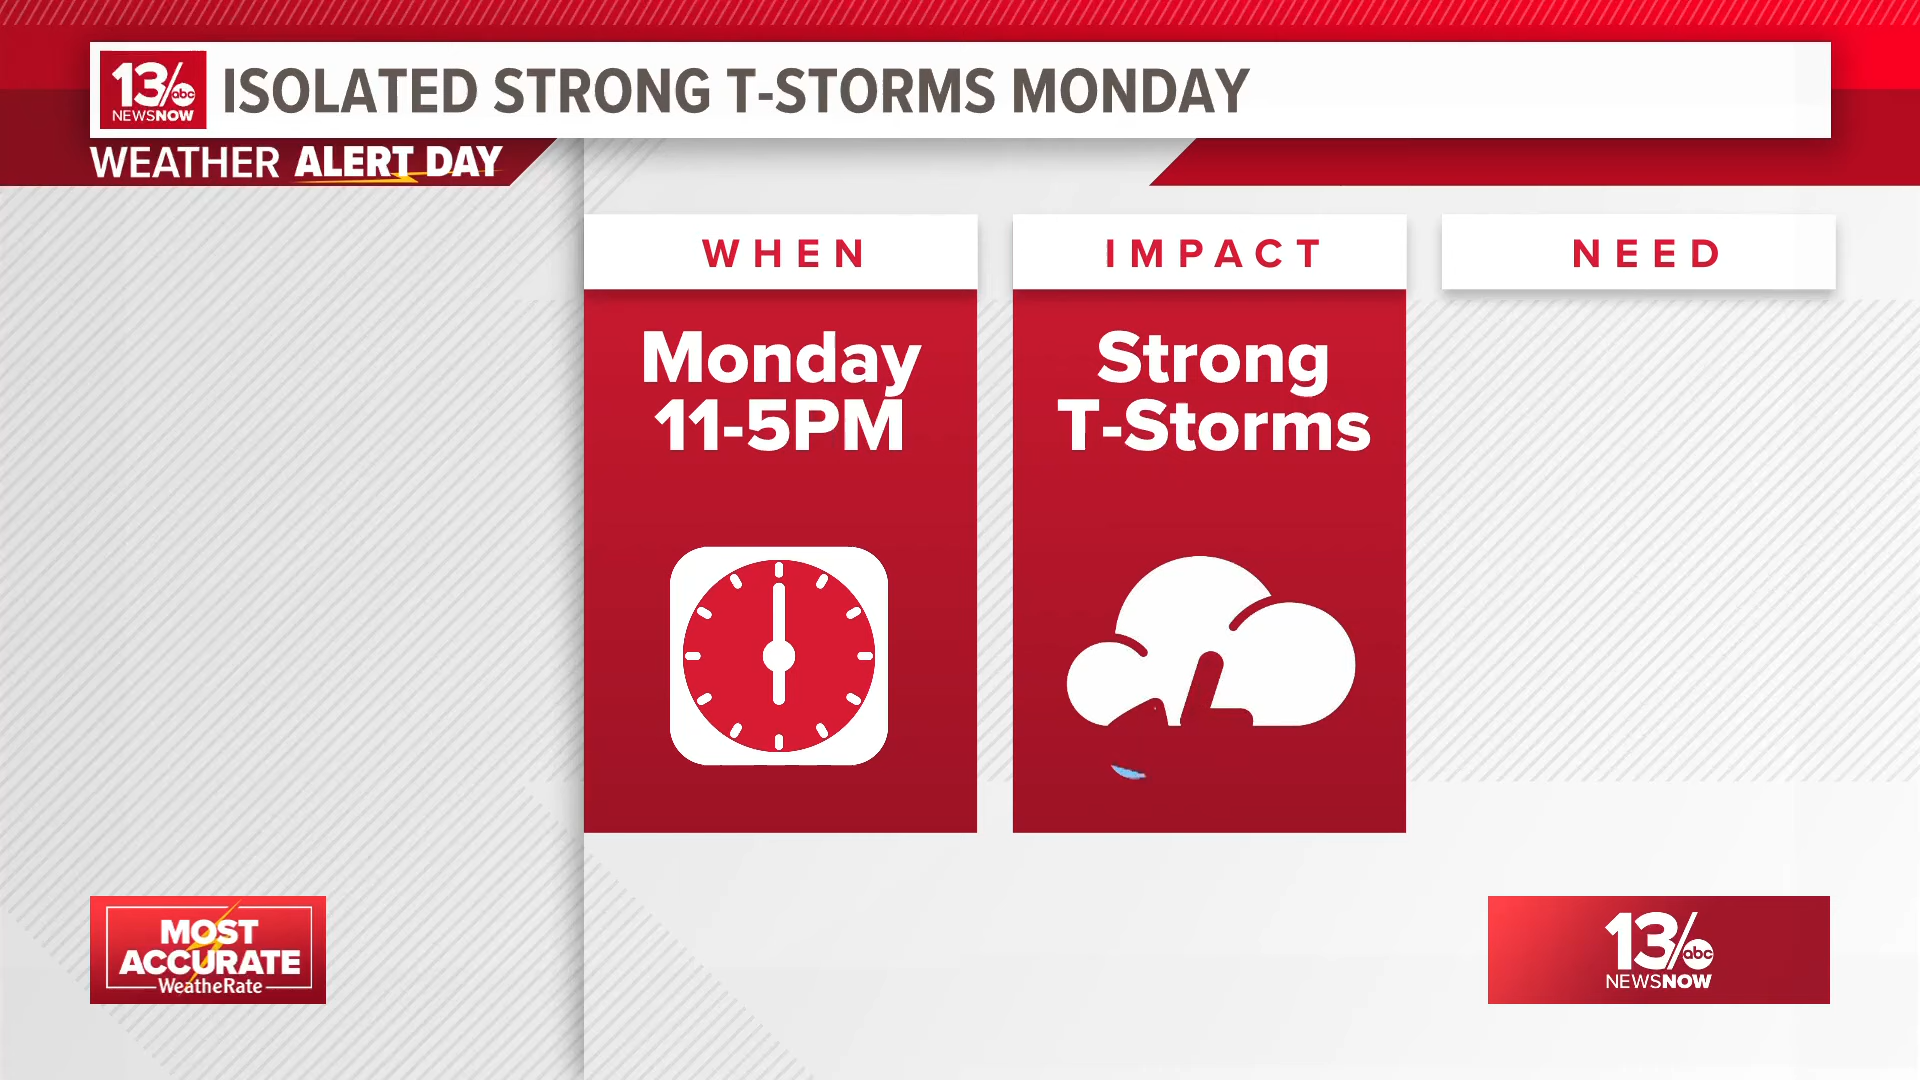 13 abc
NEWSNOW
ISOLATED STRONG T-STORMS MONDAY
WEATHER ALERT DAY
WHEN
Monday
11-5PM
IMPACT
Strong
T-Storms
NEED
MOST
ACCURATE
WeatheRate
13 abc
NEWSNOW